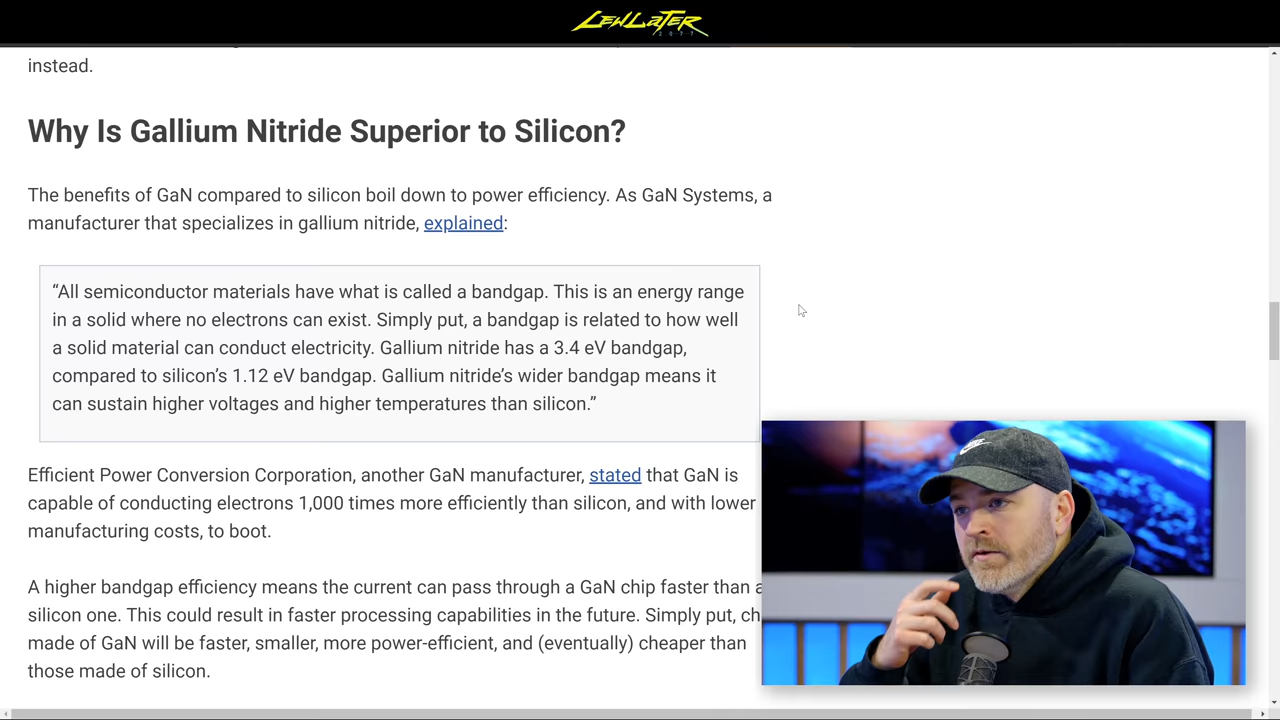 LEWLATER
2077
instead.
Why Is Gallium Nitride Superior to Silicon?
The benefits of GaN compared to silicon boil down to power efficiency. As GaN Systems, a
manufacturer that specializes in gallium nitride, explained:
“All semiconductor materials have what is called a bandgap. This is an energy range
in a solid where no electrons can exist. Simply put, a bandgap is related to how well
a solid material can conduct electricity. Gallium nitride has a 3.4 eV bandgap,
compared to silicon’s 1.12 eV bandgap. Gallium nitride’s wider bandgap means it
can sustain higher voltages and higher temperatures than silicon.”
Efficient Power Conversion Corporation, another GaN manufacturer, stated that GaN is
capable of conducting electrons 1,000 times more efficiently than silicon, and with lower
manufacturing costs, to boot.
A higher bandgap efficiency means the current can pass through a GaN chip faster than a
silicon one. This could result in faster processing capabilities in the future. Simply put, ch
made of GaN will be faster, smaller, more power-efficient, and (eventually) cheaper than
those made of silicon.